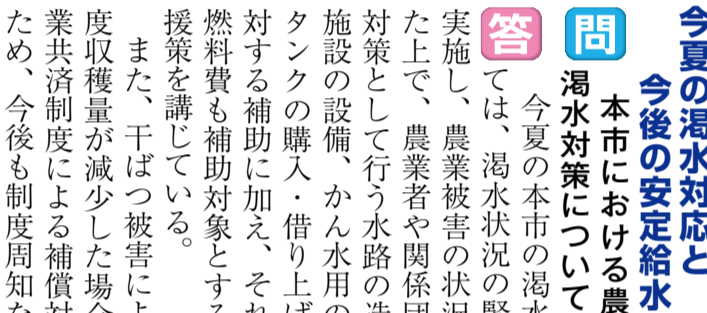 今夏の渇水対応と
今後の安定給水
問
本市における農
渇水対策について
答
今夏の本市の渇水
ては、渇水状況の緊
実施し、農業被害の状況
た上で、農業者や関係団
対策として行う水路の
施設の設備、かん水用の
タンクの購入・借り上げ
対する補助に加え、それ
燃料費も補助対象とする
援策を講じている。
また、干ばつ被害によ
度収穫量が減少した場合
業共済制度による補償対
ため、今後も制度周知な